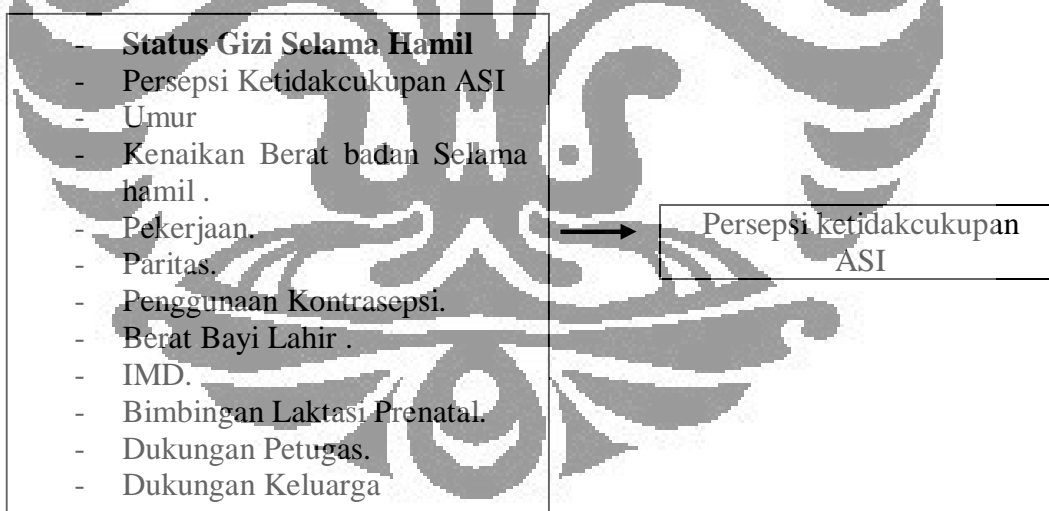 - Status Gizi Selama Hamil
- Persepsi Ketidakcukupan ASI
- Umur
- Kenaikan Berat badan Selama
hamil .
- Pekerjaan.
- Paritas.
- Penggunaan Kontrasepsi.
- Berat Bayi Lahir .
- IMD.
- Bimbingan Laktasi Prenatal.
- Dukungan Petugas.
- Dukungan Keluarga
Persepsi ketidakcukupan
ASI